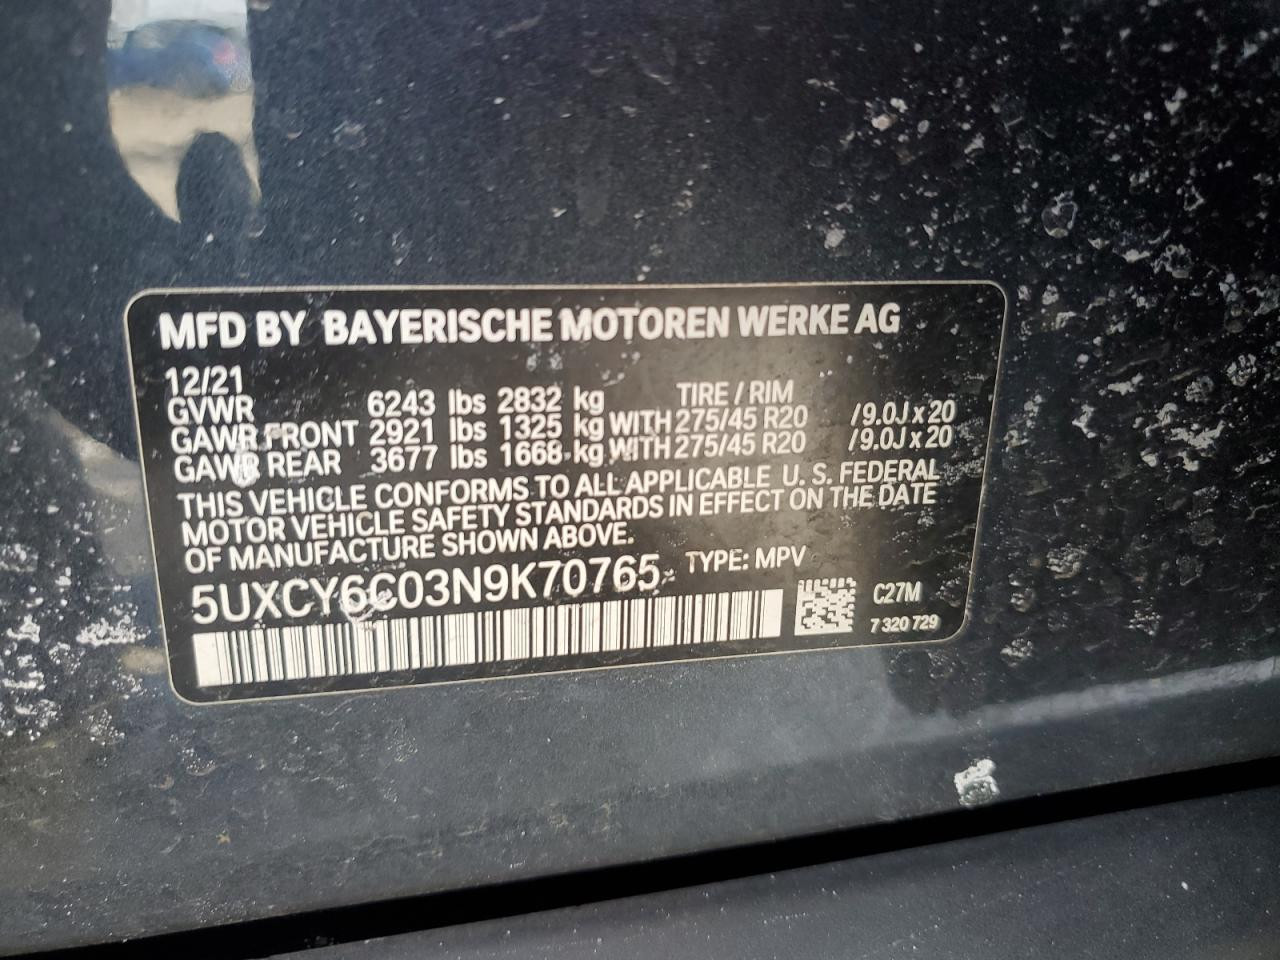 MFD BY BAYERISCHE MOTOREN WERKE AG
12/21
GVWR 6243 lbs 2832 kg TIRE / RIM
GAWR FRONT 2921 lbs 1325 kg WITH 275/45 R20 /9.0J x 20
GAWR REAR 3677 lbs 1668 kg WITH 275/45 R20 /9.0J x 20
THIS VEHICLE CONFORMS TO ALL APPLICABLE U. S. FEDERAL
MOTOR VEHICLE SAFETY STANDARDS IN EFFECT ON THE DATE
OF MANUFACTURE SHOWN ABOVE.
5UXCY6C03N9K70765 TYPE: MPV
C27M
7 320 729